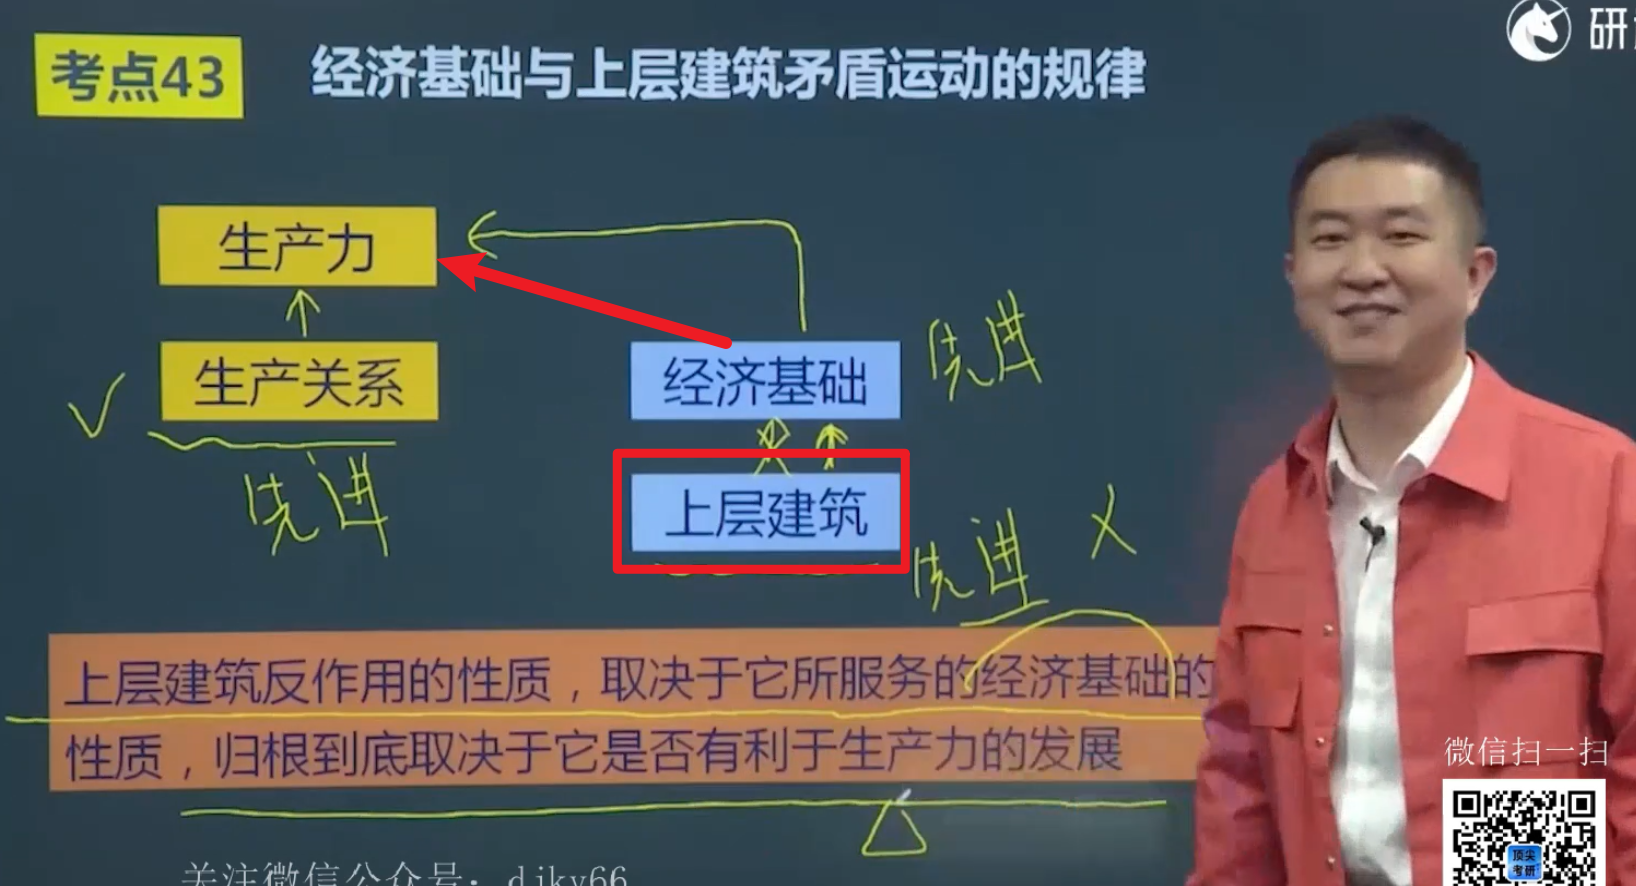 考点43
经济基础与上层建筑矛盾运动的规律
研
生产力
生产关系
先进
经济基础
先进
上层建筑
先进
上层建筑反作用的性质，取决于它所服务的经济基础的
性质，归根到底取决于它是否有利于生产力的发展
微信扫一扫
顶尖
考研
关注微信公众号：djky66